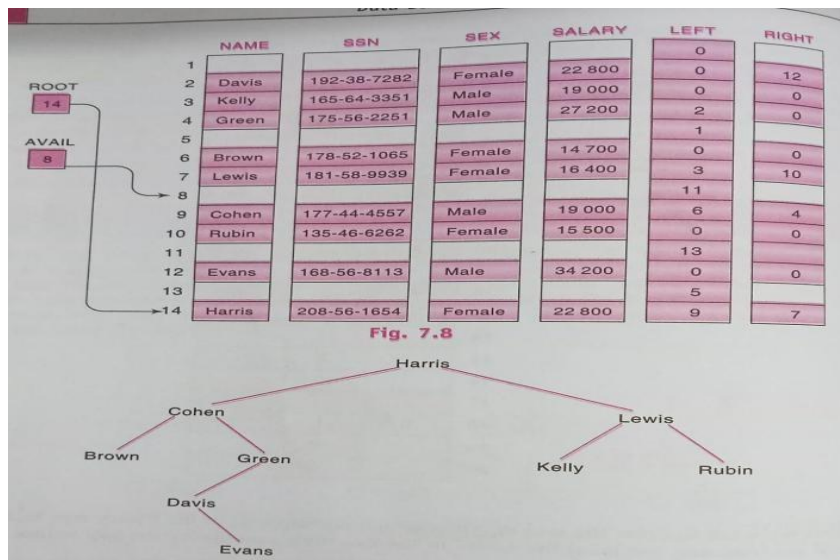 NAME SSN SEX SALARY LEFT RIGHT
1 0
2 Davis 192-38-7282 Female 22 800 0 12
ROOT
3 Kelly 165-64-3351 Male 19 000 0 0
14
4 Green 175-56-2251 Male 27 200 2 0
5 1
AVAIL
6 Brown 178-52-1065 Female 14 700 0 0
8
7 Lewis 181-58-9939 Female 16 400 3 10
8 11
9 Cohen 177-44-4557 Male 19 000 6 4
10 Rubin 135-46-6262 Female 15 500 0 0
11 13
12 Evans 168-56-8113 Male 34 200 0 0
13 5
14 Harris 208-56-1654 Female 22 800 9 7
Fig. 7.8
Harris
Cohen Lewis
Brown Green Kelly Rubin
Davis
Evans